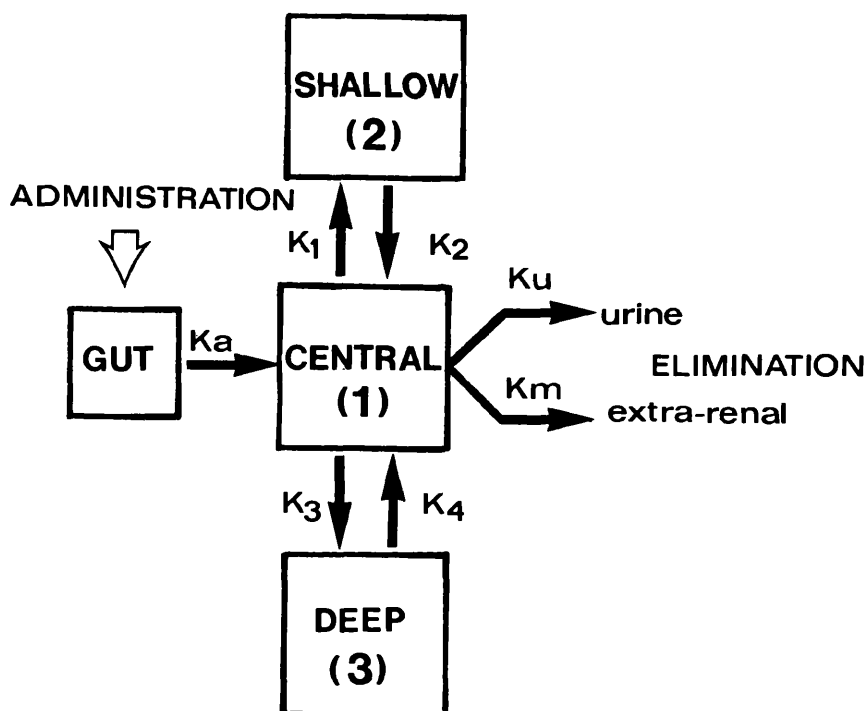 SHALLOW
(2)
ADMINISTRATION
K1
K2
Ku
urine
GUT
Ka
CENTRAL
(1)
ELIMINATION
Km
extra-renal
K3
K4
DEEP
(3)